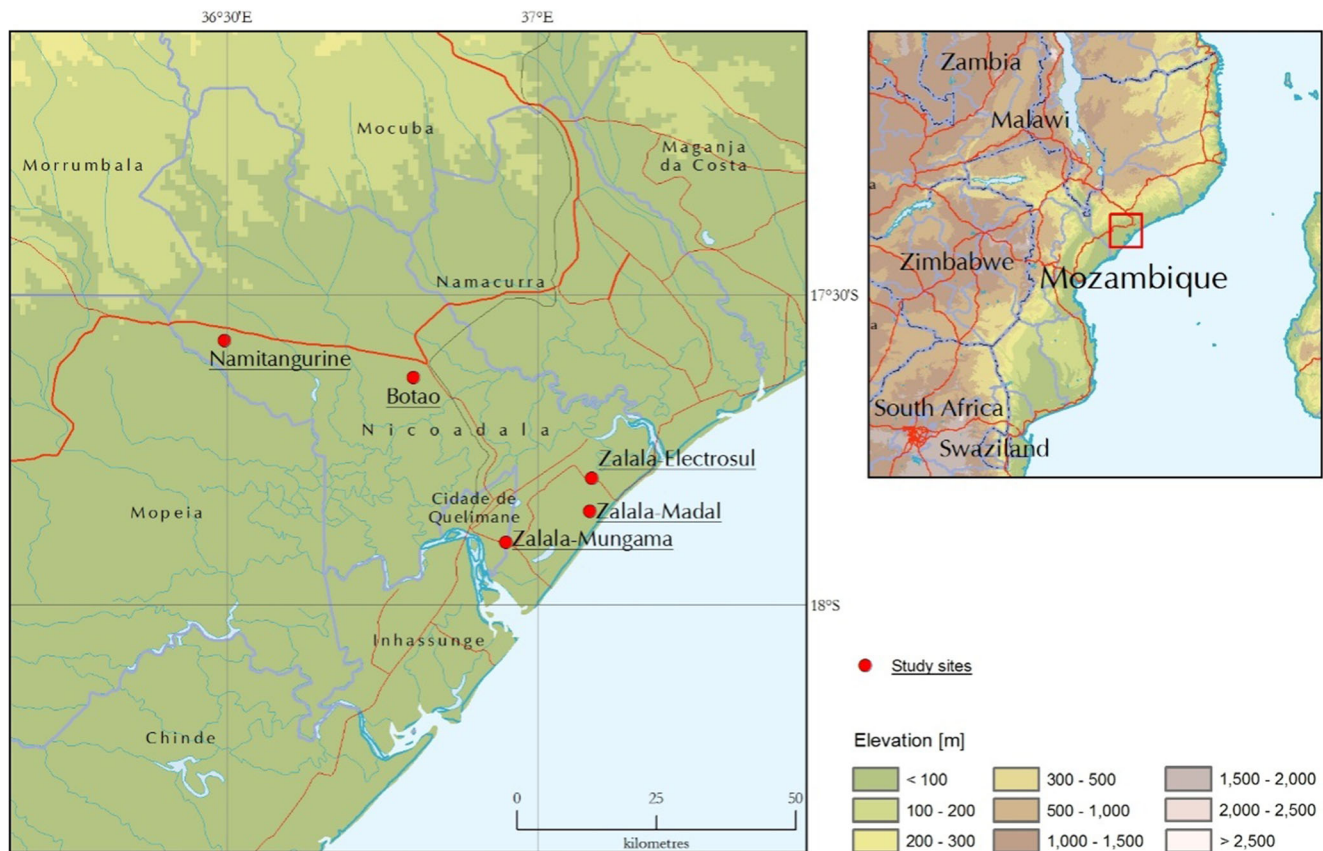 36°30'E
37°E
Mocuba
Morrumbala
Maganja
da Costa
Namacurra
17°30'S
Namitangurine
Botao
Nicoadala
Zalala-Electrosul
Cidade de
Quelimane
Mopeia
Zalala-Madal
Zalala-Mungama
18°S
Inhassunge
Chinde
0 25 50
kilometres
Zambia
Malawi
Zimbabwe
Mozambique
South Africa
Swaziland
Study sites
Elevation [m]
< 100
100 - 200
200 - 300
300 - 500
500 - 1,000
1,000 - 1,500
1,500 - 2,000
2,000 - 2,500
> 2,500